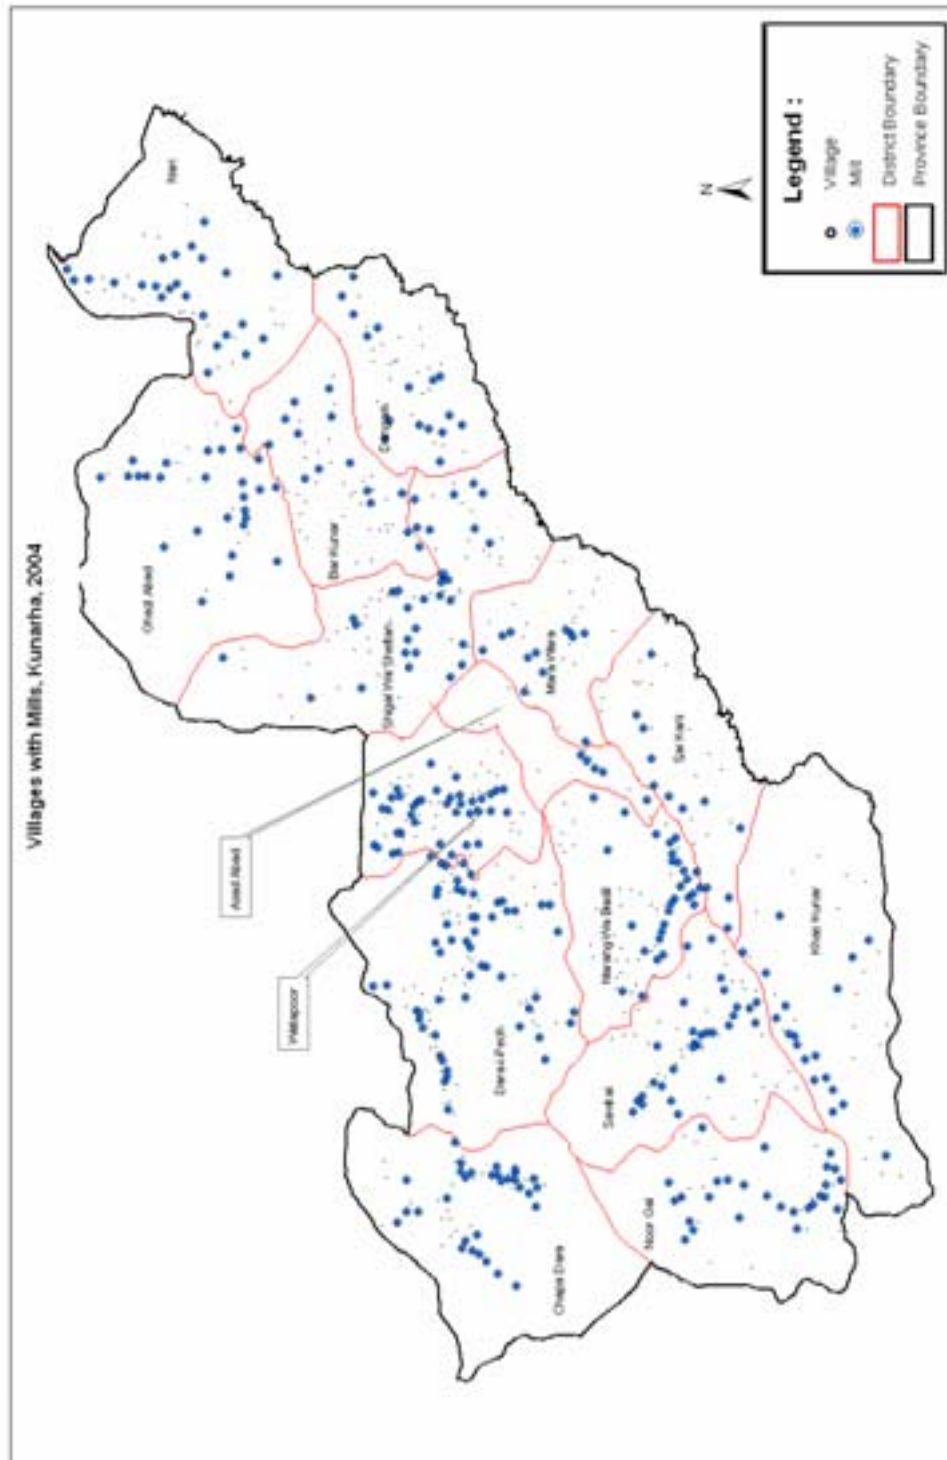 Villages with Mills, Kunarha, 2004
Nari
Ghazi Abad
Dangam
Bar Kunar
Shigal Wa Sheltan
Asad Abad
Watapoor
Mara Wara
Sar Kani
Dara-i-Pech
Narang Wa Badil
Khas Kunar
Sawkai
Chapa Dara
Noor Gal
N
Legend :
Village
Mill
District Boundary
Province Boundary